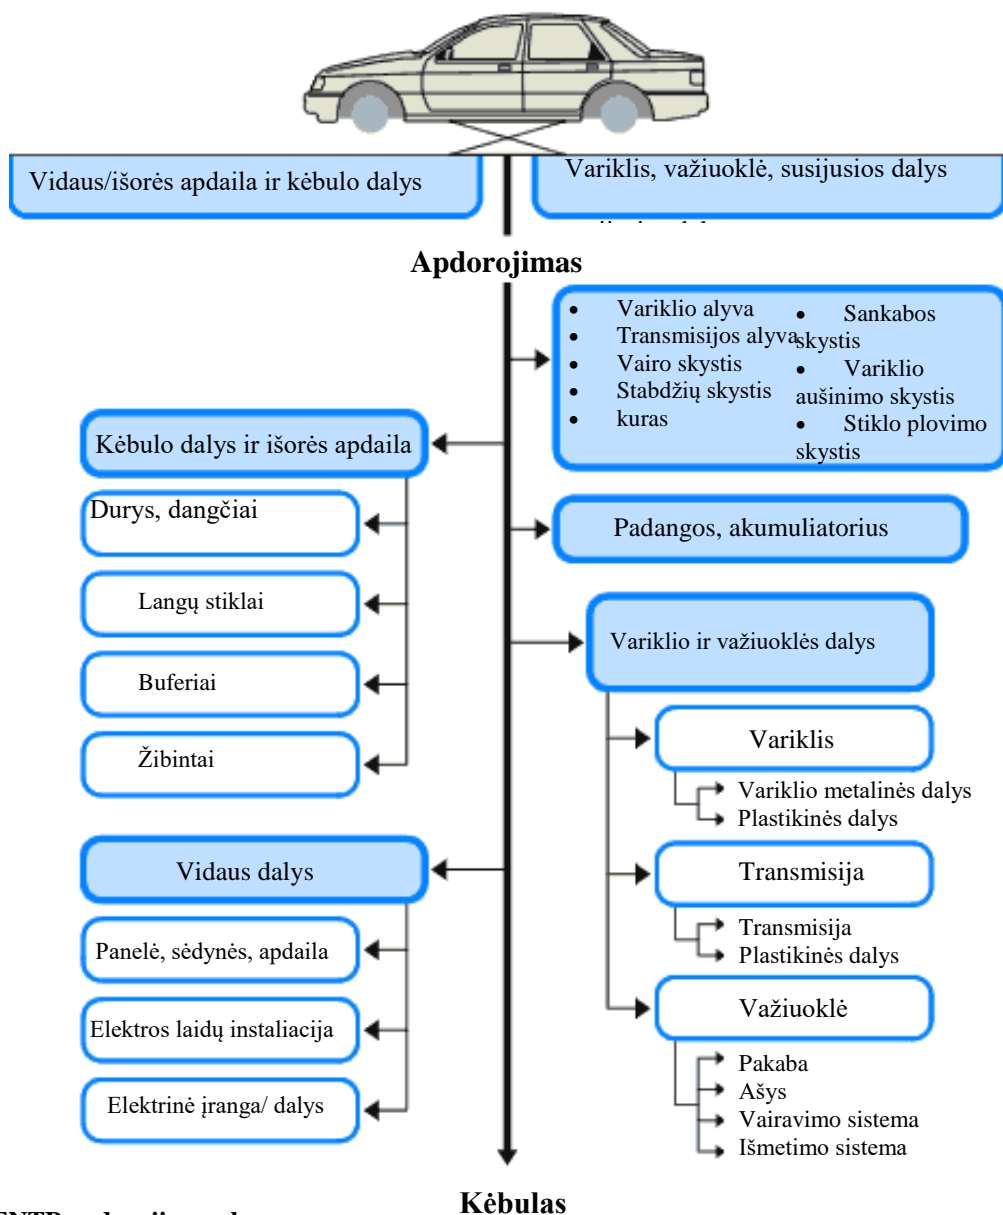 Vidaus/išorės apdaila ir kėbulo dalys
Variklis, važiuoklė, susijusios dalys
Apdorojimas
• Variklio alyva
• Transmisijos alyva
• Vairo skystis
• Stabdžių skystis
• kuras
• Sankabos
skystis
• Variklio
aušinimo skystis
• Stiklo plovimo
skystis
Kėbulo dalys ir išorės apdaila
Durys, dangčiai
Langų stiklai
Buferiai
Žibintai
Padangos, akumuliatorius
Variklio ir važiuoklės dalys
Variklis
Variklio metalinės dalys
Plastikinės dalys
Transmisija
Transmisija
Plastikinės dalys
Važiuoklė
Pakaba
Ašys
Vairavimo sistema
Išmetimo sistema
Vidaus dalys
Panelė, sėdynės, apdaila
Elektros laidų instaliacija
Elektrinė įranga/ dalys
Kėbulas